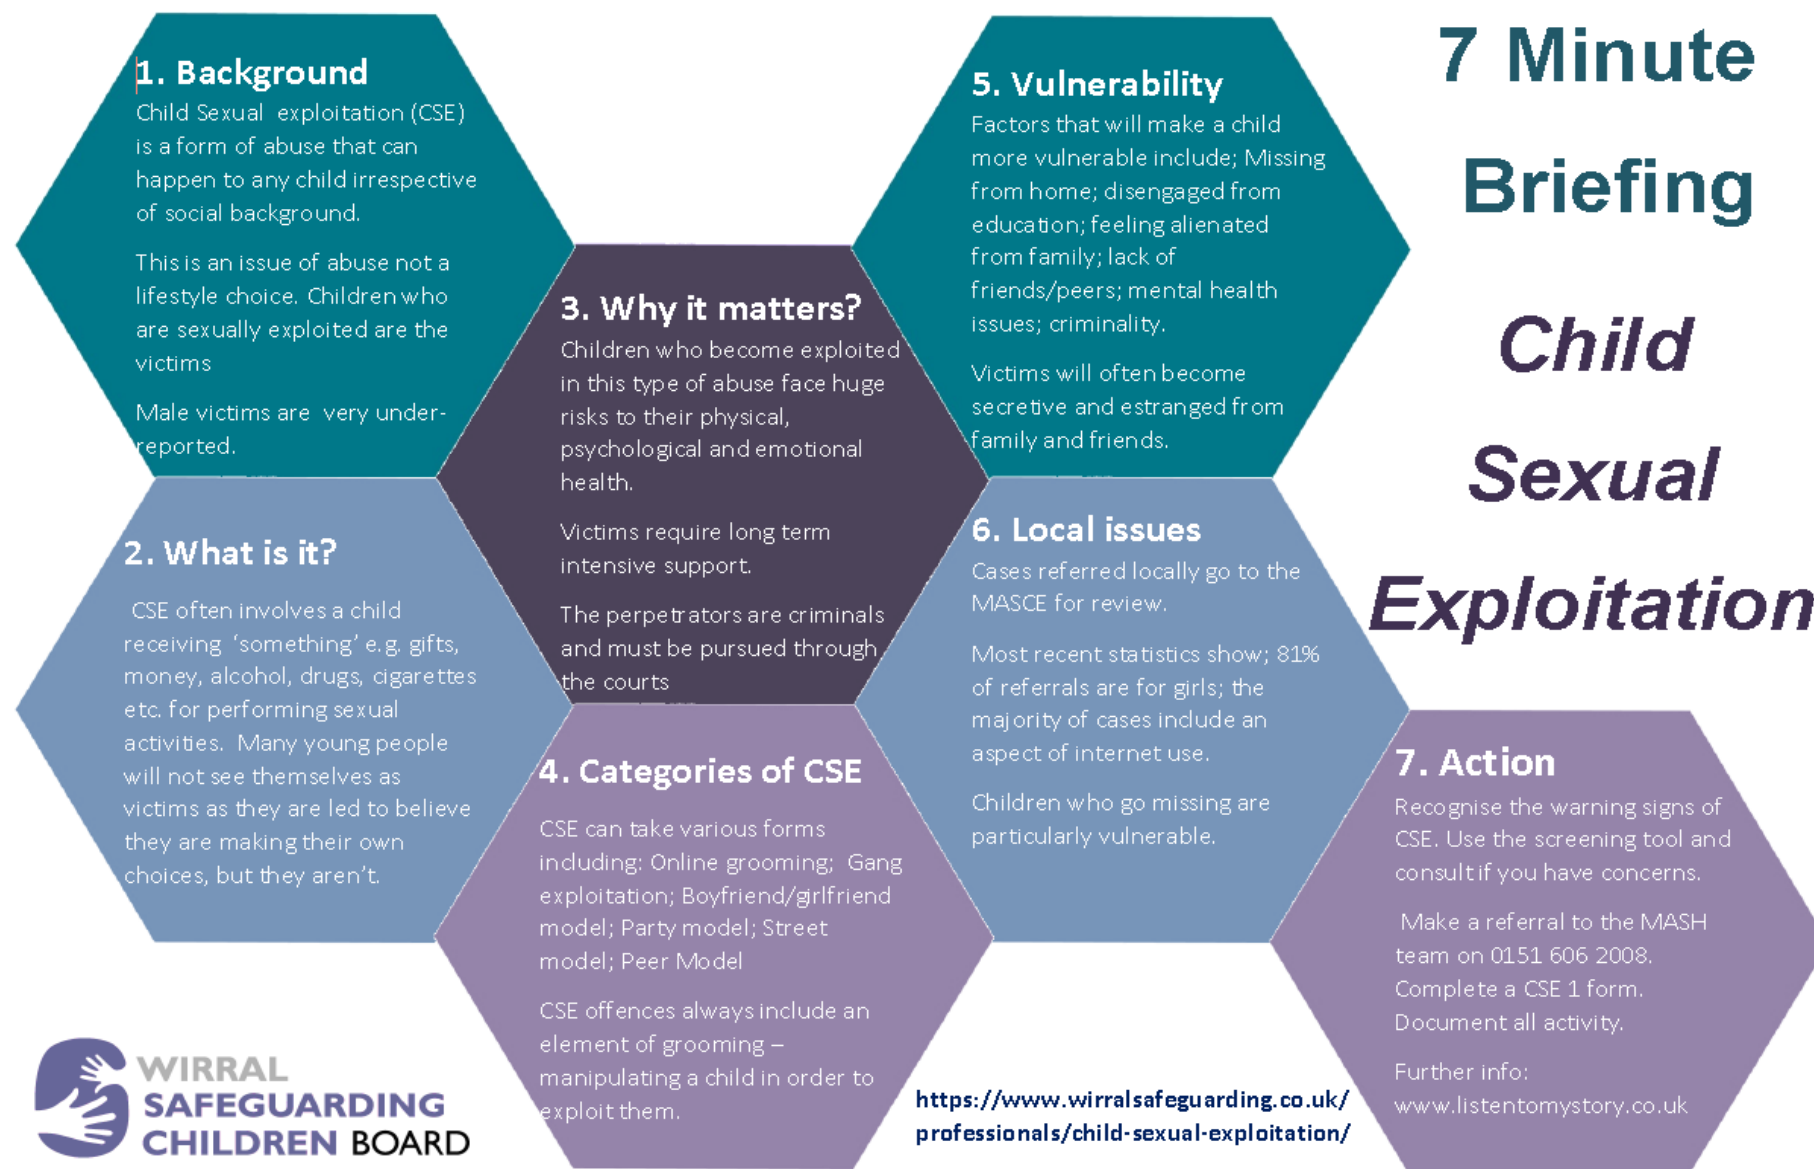 7 Minute
Briefing
Child
Sexual
Exploitation
1. Background
Child Sexual exploitation (CSE)
is a form of abuse that can
happen to any child irrespective
of social background.
This is an issue of abuse not a
lifestyle choice. Children who
are sexually exploited are the
victims
Male victims are very under-
reported.
2. What is it?
CSE often involves a child
receiving ‘something’ e.g. gifts,
money, alcohol, drugs, cigarettes
etc. for performing sexual
activities. Many young people
will not see themselves as
victims as they are led to believe
they are making their own
choices, but they aren’t.
3. Why it matters?
Children who become exploited
in this type of abuse face huge
risks to their physical,
psychological and emotional
health.
Victims require long term
intensive support.
The perpetrators are criminals
and must be pursued through
the courts
4. Categories of CSE
CSE can take various forms
including: Online grooming; Gang
exploitation; Boyfriend/girlfriend
model; Party model; Street
model; Peer Model
CSE offences always include an
element of grooming –
manipulating a child in order to
exploit them.
5. Vulnerability
Factors that will make a child
more vulnerable include; Missing
from home; disengaged from
education; feeling alienated
from family; lack of
friends/peers; mental health
issues; criminality.
Victims will often become
secretive and estranged from
family and friends.
6. Local issues
Cases referred locally go to the
MASCE for review.
Most recent statistics show; 81%
of referrals are for girls; the
majority of cases include an
aspect of internet use.
Children who go missing are
particularly vulnerable.
7. Action
Recognise the warning signs of
CSE. Use the screening tool and
consult if you have concerns.
Make a referral to the MASH
team on 0151 606 2008.
Complete a CSE 1 form.
Document all activity.
Further info:
www.listentomystory.co.uk
WIRRAL
SAFEGUARDING
CHILDREN BOARD
https://www.wirralsafeguarding.co.uk/
professionals/child-sexual-exploitation/